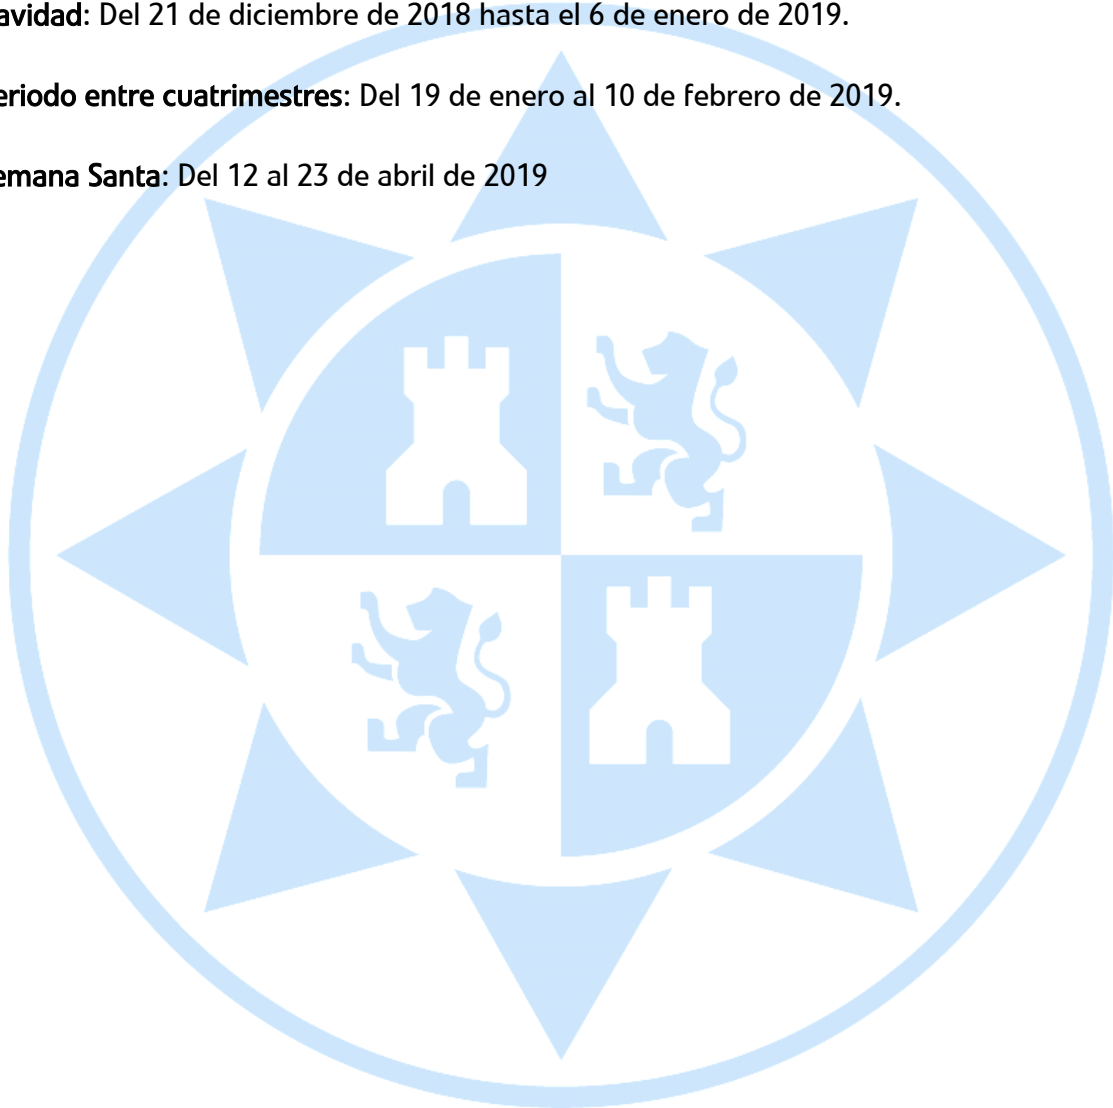 avidad: Del 21 de diciembre de 2018 hasta el 6 de enero de 2019.
eriodo entre cuatrimestres: Del 19 de enero al 10 de febrero de 2019.
emana Santa: Del 12 al 23 de abril de 2019